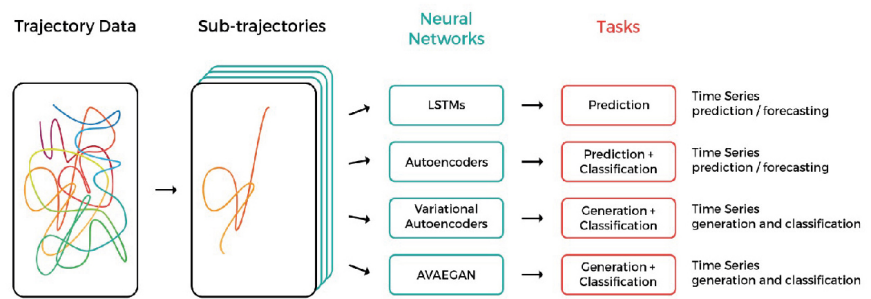 Trajectory Data
Sub-trajectories
Neural
Networks
Tasks
LSTMs
Prediction
Time Series
prediction / forecasting
Autoencoders
Prediction +
Classification
Time Series
prediction / forecasting
Variational
Autoencoders
Generation +
Classification
Time Series
generation and classification
AVAEGAN
Generation +
Classification
Time Series
generation and classification